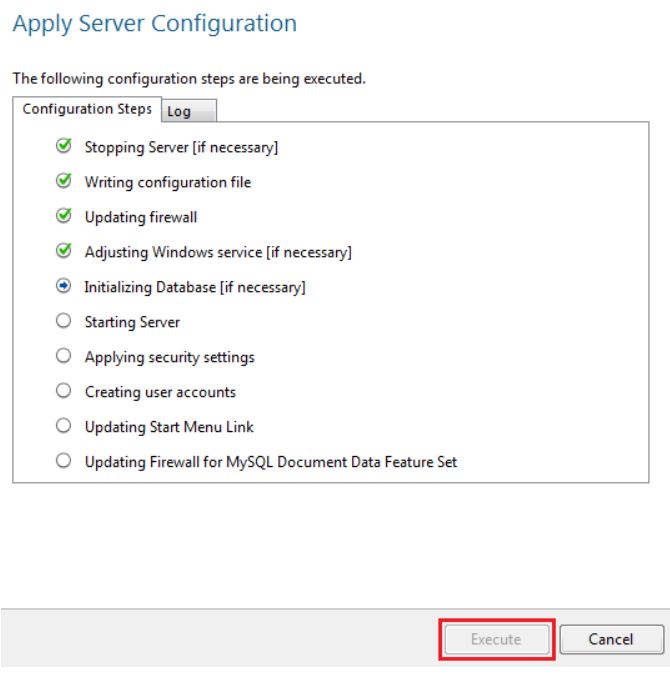 Apply Server Configuration
The following configuration steps are being executed.
Configuration Steps Log
Stopping Server [if necessary]
Writing configuration file
Updating firewall
Adjusting Windows service [if necessary]
Initializing Database [if necessary]
Starting Server
Applying security settings
Creating user accounts
Updating Start Menu Link
Updating Firewall for MySQL Document Data Feature Set
Execute Cancel